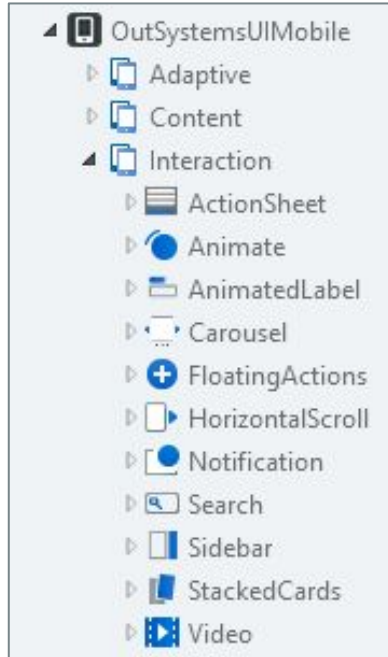 OutSystemsUIMobile
Adaptive
Content
Interaction
ActionSheet
Animate
AnimatedLabel
Carousel
FloatingActions
HorizontalScroll
Notification
Search
Sidebar
StackedCards
Video